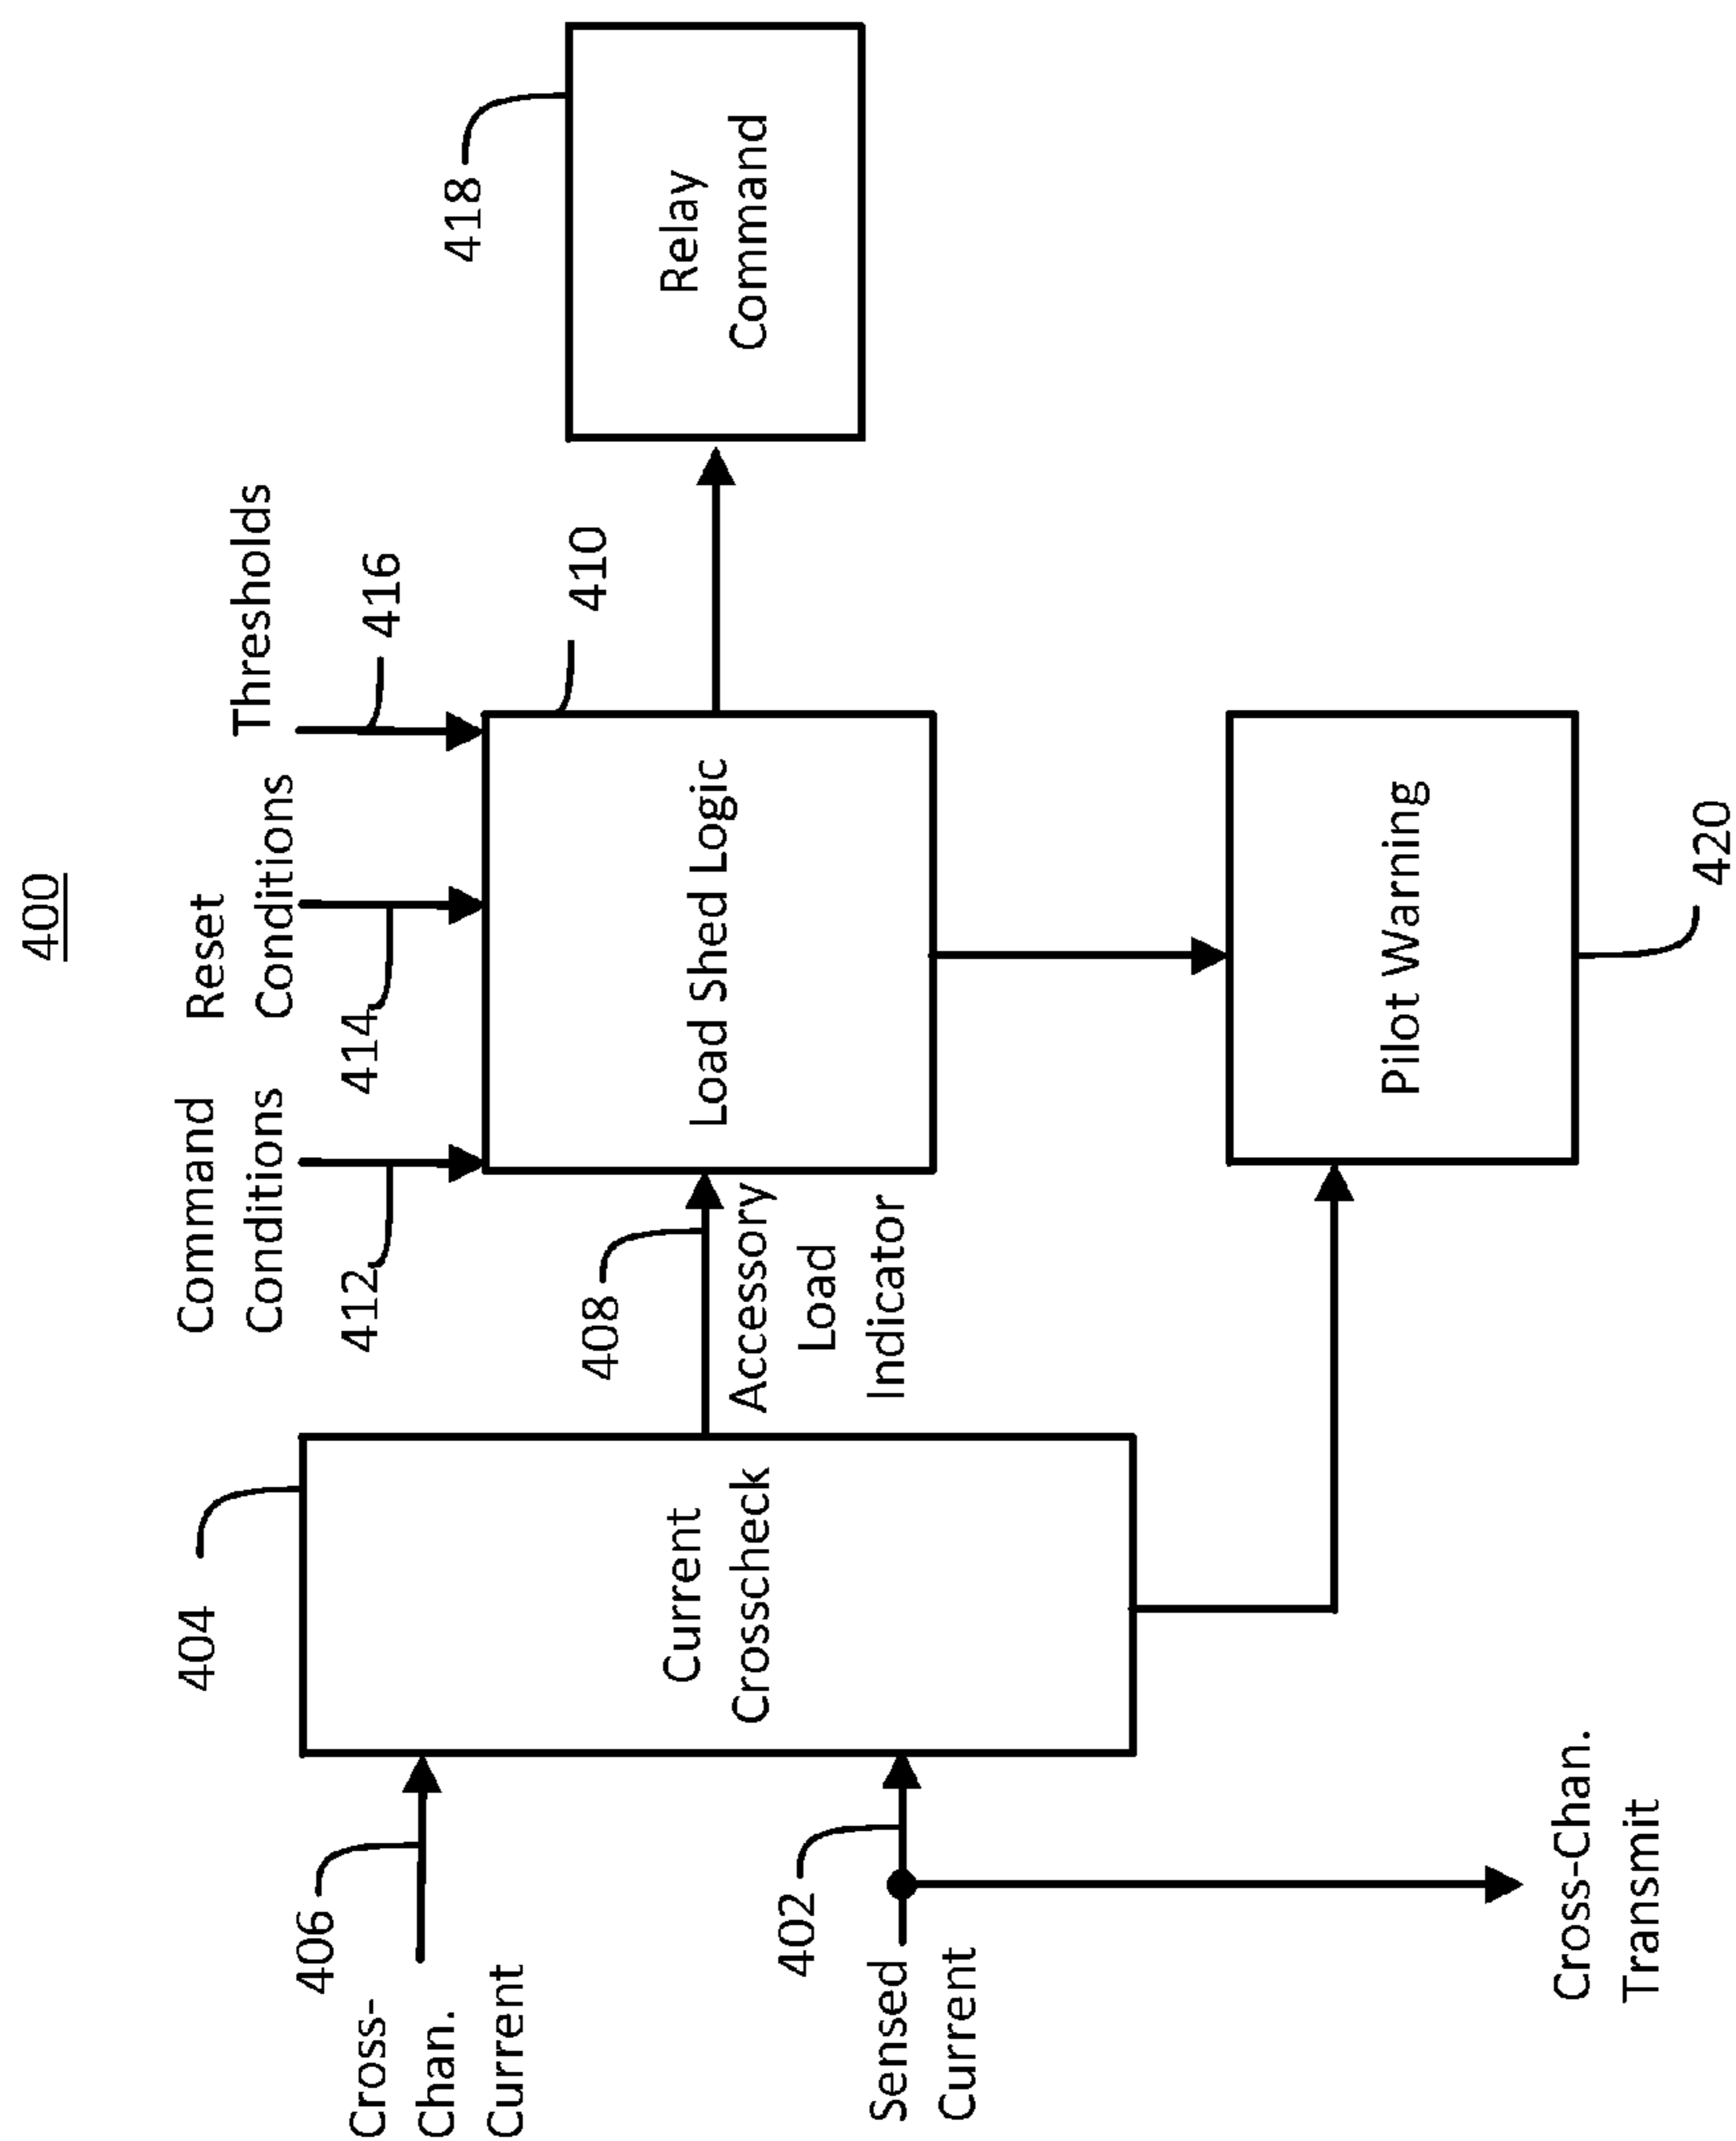 400
Command
Conditions
412
Reset
Conditions
414
Thresholds
416
404
418
Cross-
Chan.
Current
406
Current
Crosscheck
408
Accessory
Load
Indicator
Load Shed Logic
410
Relay
Command
Sensed
Current
402
Pilot Warning
420
Cross-Chan.
Transmit